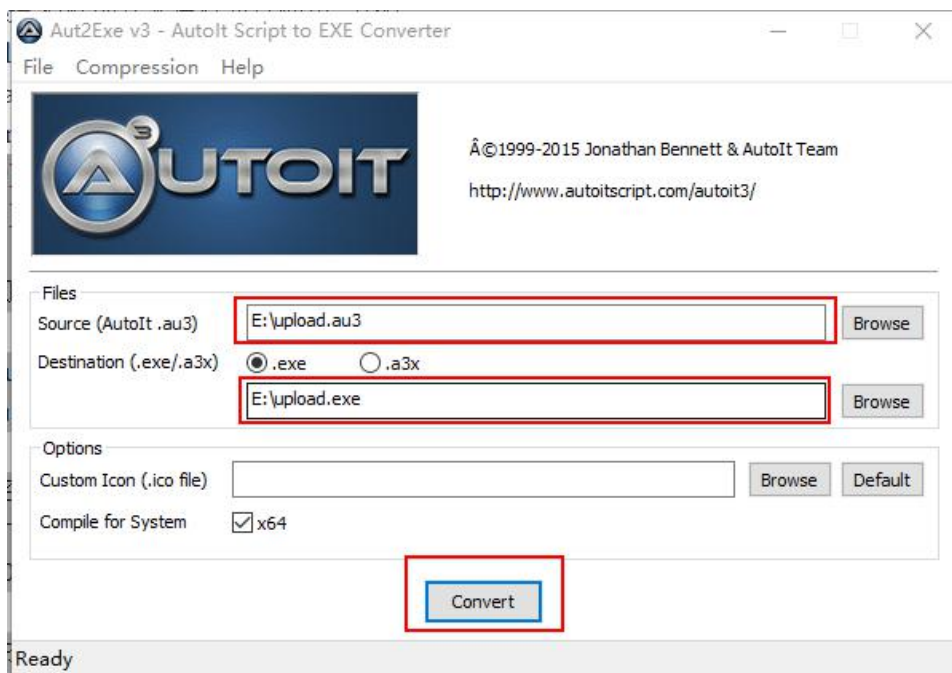 Aut2Exe v3 - AutoIt Script to EXE Converter
File Compression Help
AUTOIT 3
Â©1999-2015 Jonathan Bennett & AutoIt Team
http://www.autoitscript.com/autoit3/
Files
Source (AutoIt .au3) E:\upload.au3 Browse
Destination (.exe/.a3x) .exe .a3x
E:\upload.exe Browse
Options
Custom Icon (.ico file) Browse Default
Compile for System x64
Convert
Ready